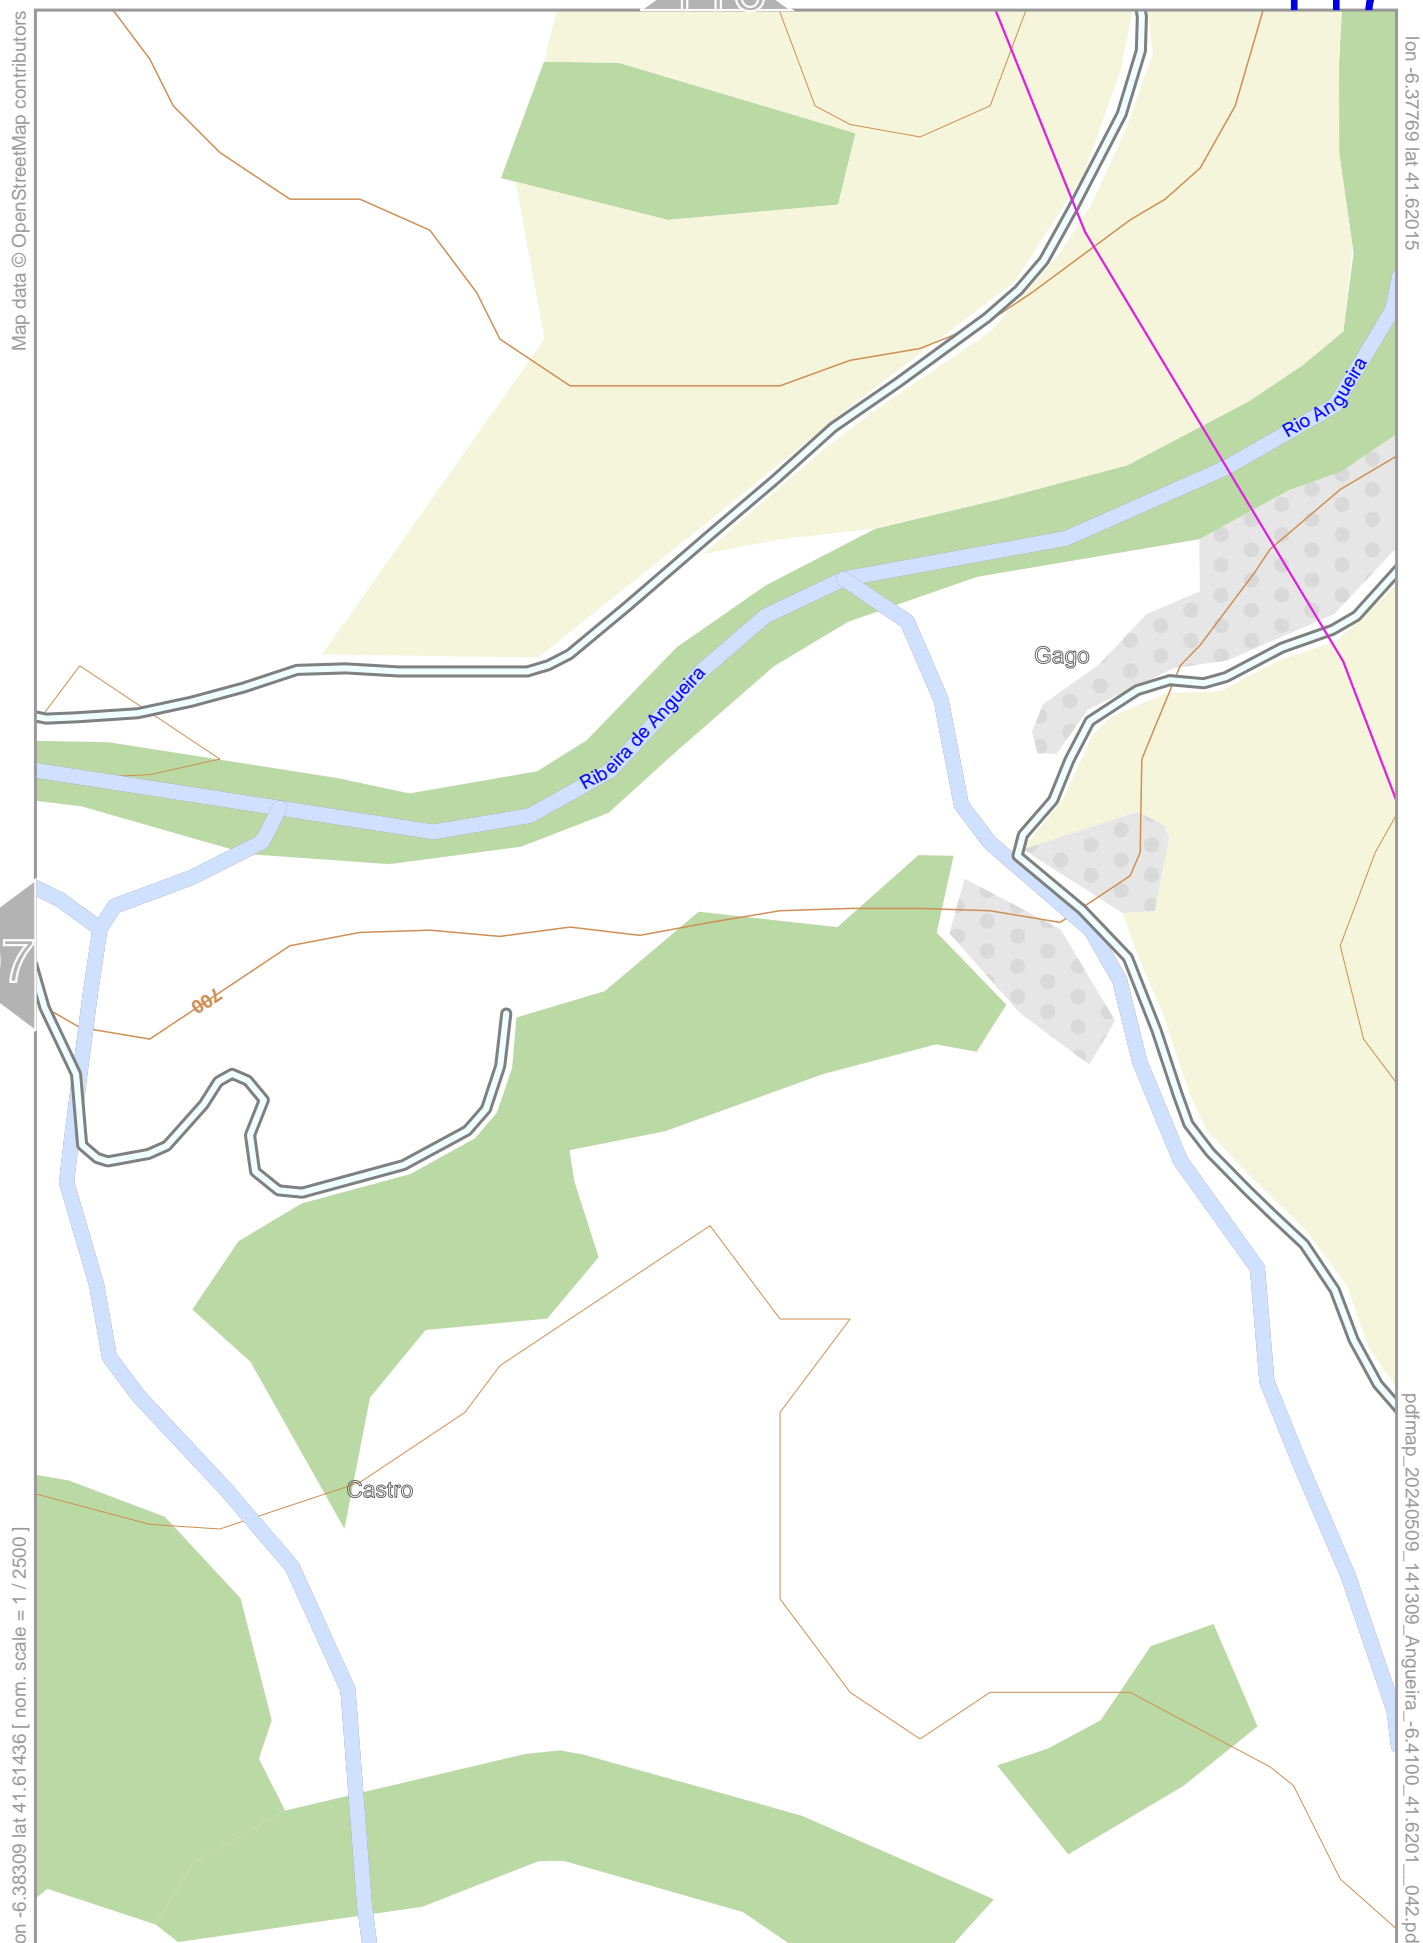 Map data © OpenStreetMap contributors
lon -6.37769 lat 41.62015
Rio Angueira
Gago
Ribeira de Angueira
700
Castro
on -6.38309 lat 41.61436 [ nom. scale = 1 / 2500 ]
pdfmap_20240509_141309_Angueira_-6.4100_41.6201__042.pd